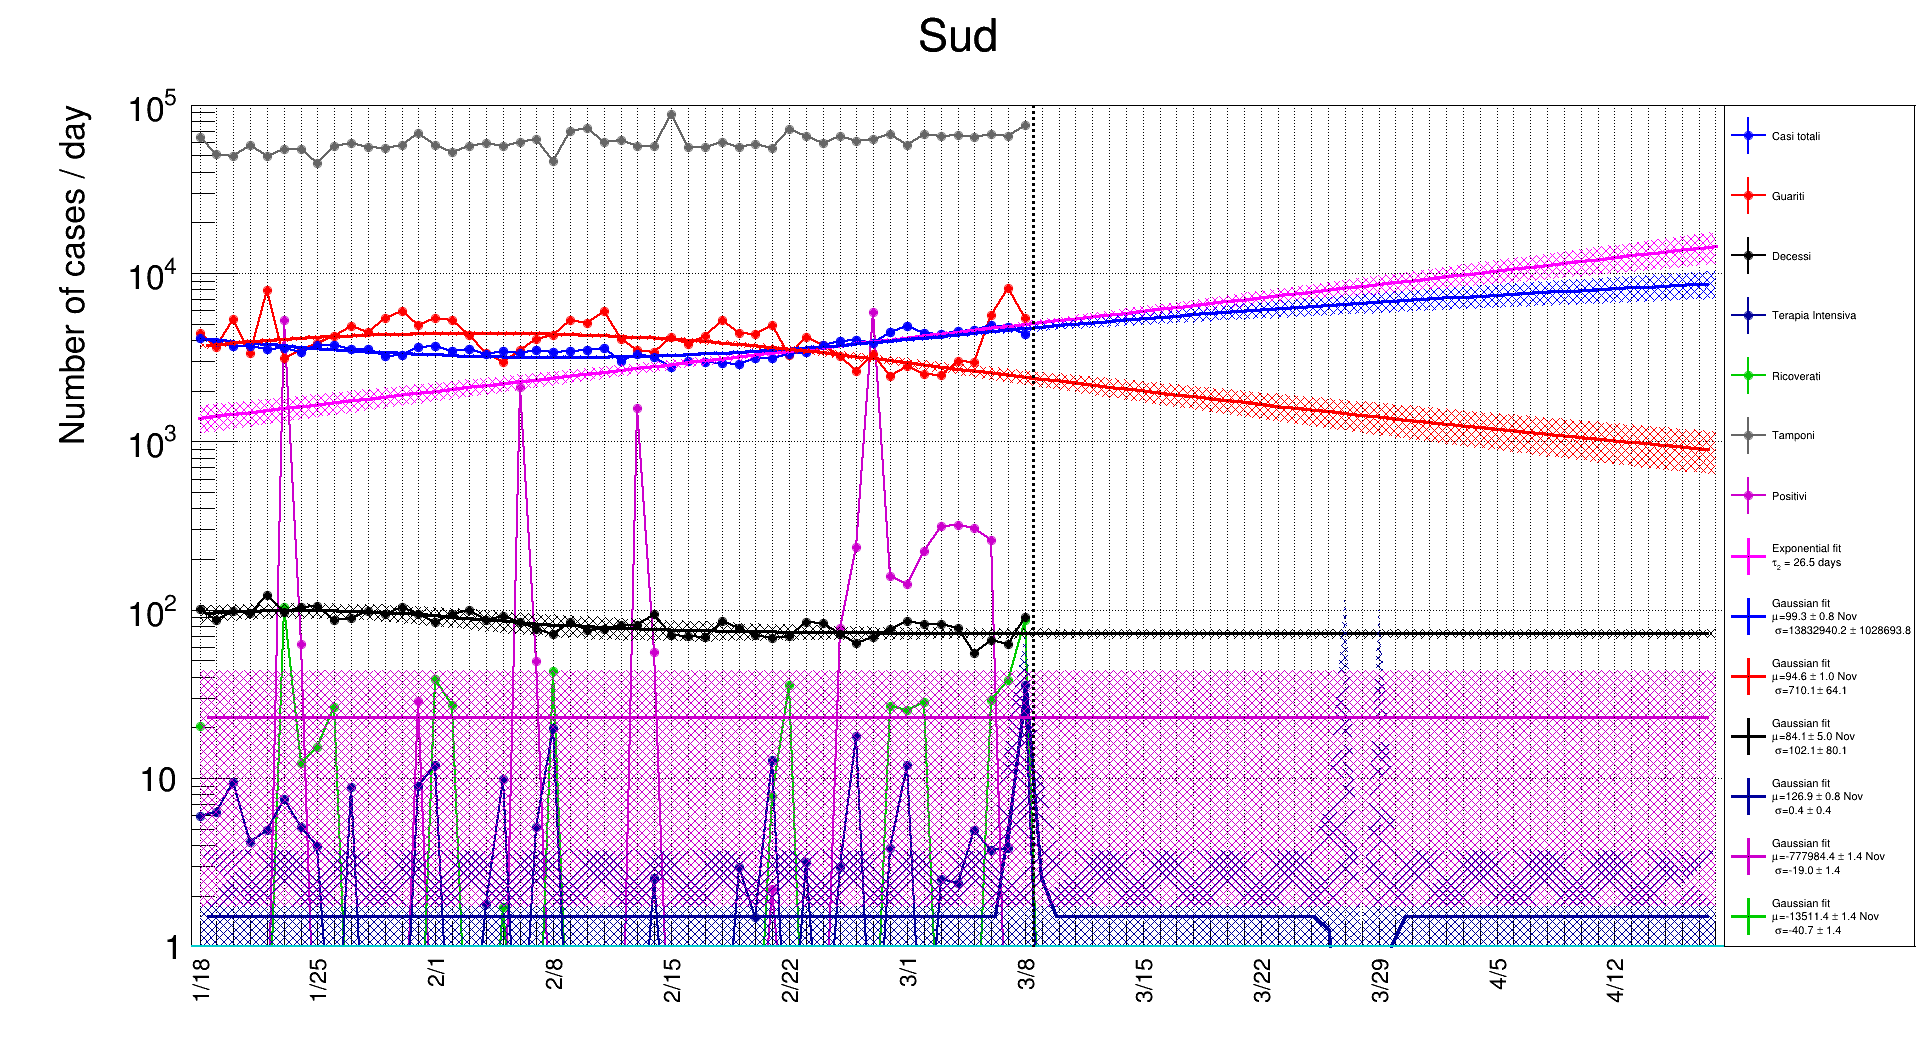 Sud
Number of cases / day
10^5
10^4
10^3
10^2
10
1
1/18
1/25
2/1
2/8
2/15
2/22
3/1
3/8
3/15
3/22
3/29
4/5
4/12
Casi totali
Guariti
Decessi
Terapia Intensiva
Ricoverati
Tamponi
Positivi
Exponential fit
τ₂ = 26.5 days
Gaussian fit
μ=99.3 ± 0.8 Nov
σ=13832940.2 ± 1028693.8
Gaussian fit
μ=94.6 ± 1.0 Nov
σ=710.1 ± 64.1
Gaussian fit
μ=84.1 ± 5.0 Nov
σ=102.1 ± 80.1
Gaussian fit
μ=126.9 ± 0.8 Nov
σ=0.4 ± 0.4
Gaussian fit
μ=-777984.4 ± 1.4 Nov
σ=-19.0 ± 1.4
Gaussian fit
μ=-13511.4 ± 1.4 Nov
σ=-40.7 ± 1.4